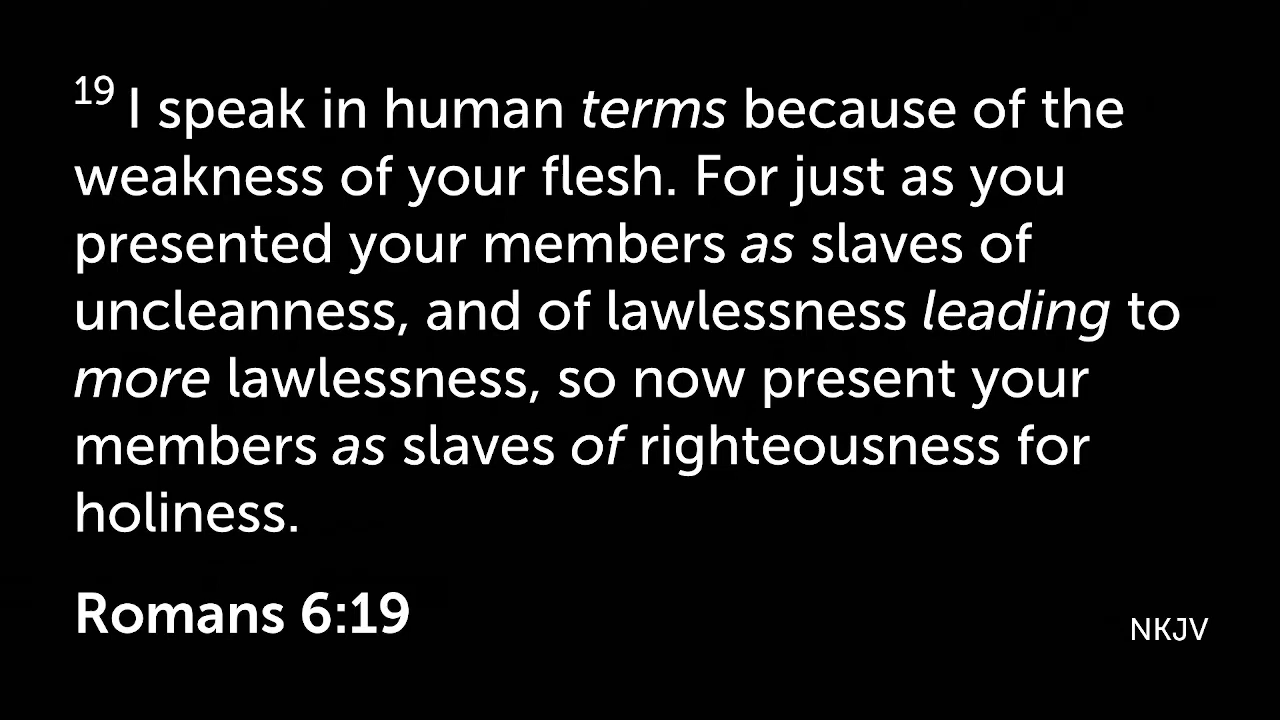 19 I speak in human terms because of the
weakness of your flesh. For just as you
presented your members as slaves of
uncleanness, and of lawlessness leading to
more lawlessness, so now present your
members as slaves of righteousness for
holiness.
Romans 6:19
NKJV